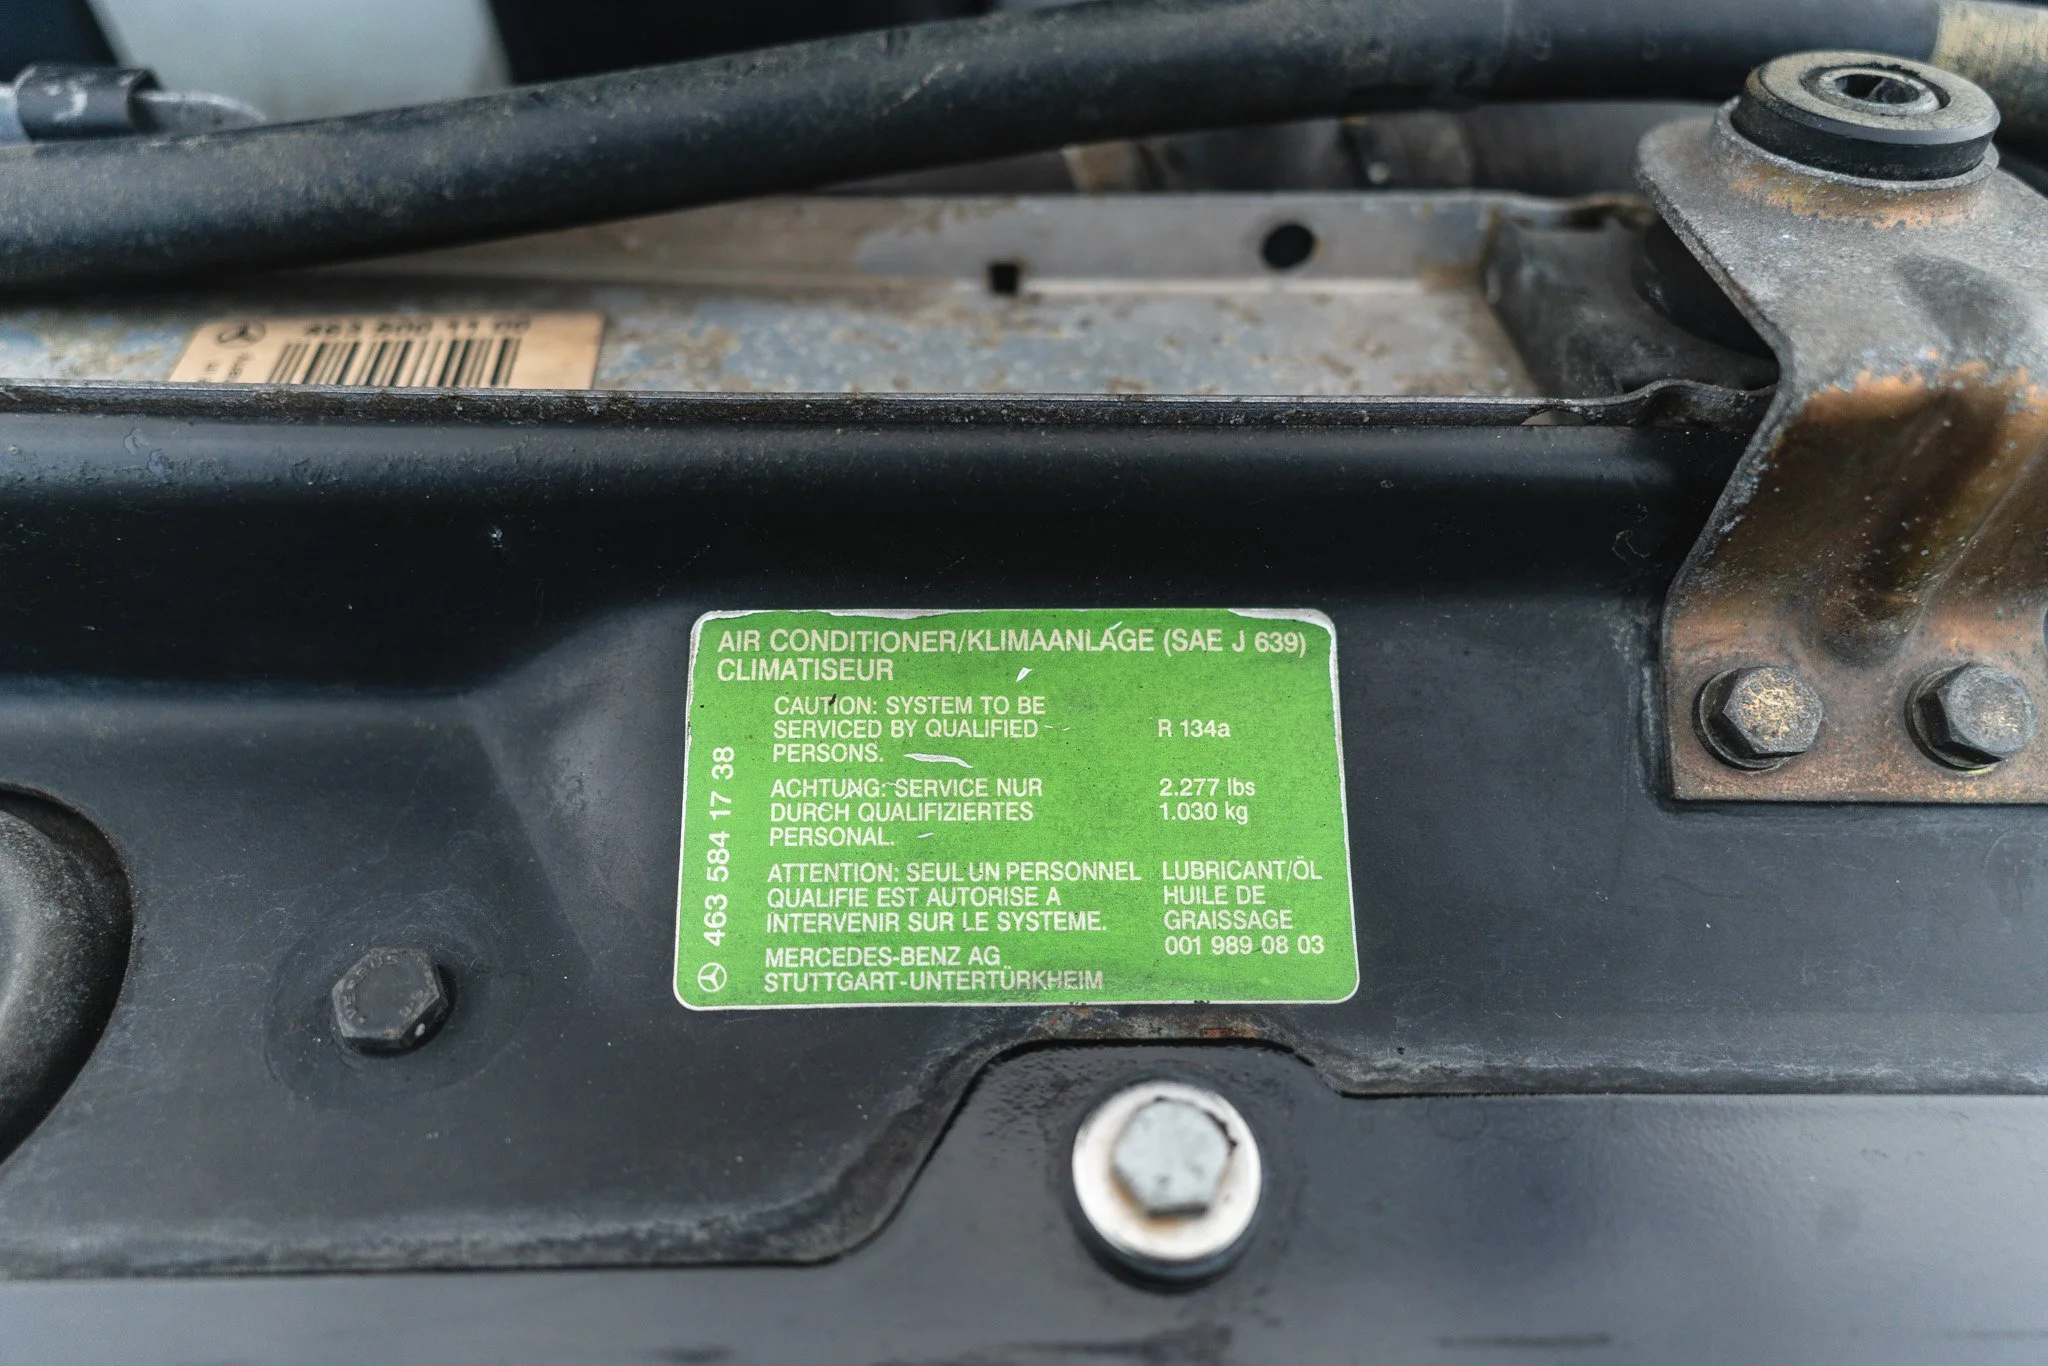 AIR CONDITIONER/KLIMAANLAGE (SAE J 639)
CLIMATISEUR
CAUTION: SYSTEM TO BE
SERVICED BY QUALIFIED
PERSONS.
R 134a
ACHTUNG: SERVICE NUR
DURCH QUALIFIZIERTES
PERSONAL.
2.277 lbs
1.030 kg
ATTENTION: SEUL UN PERSONNEL
QUALIFIE EST AUTORISE A
INTERVENIR SUR LE SYSTEME.
LUBRICANT/ÖL
HUILE DE
GRAISSAGE
001 989 08 03
MERCEDES-BENZ AG
STUTTGART-UNTERTÜRKHEIM
463 584 17 38